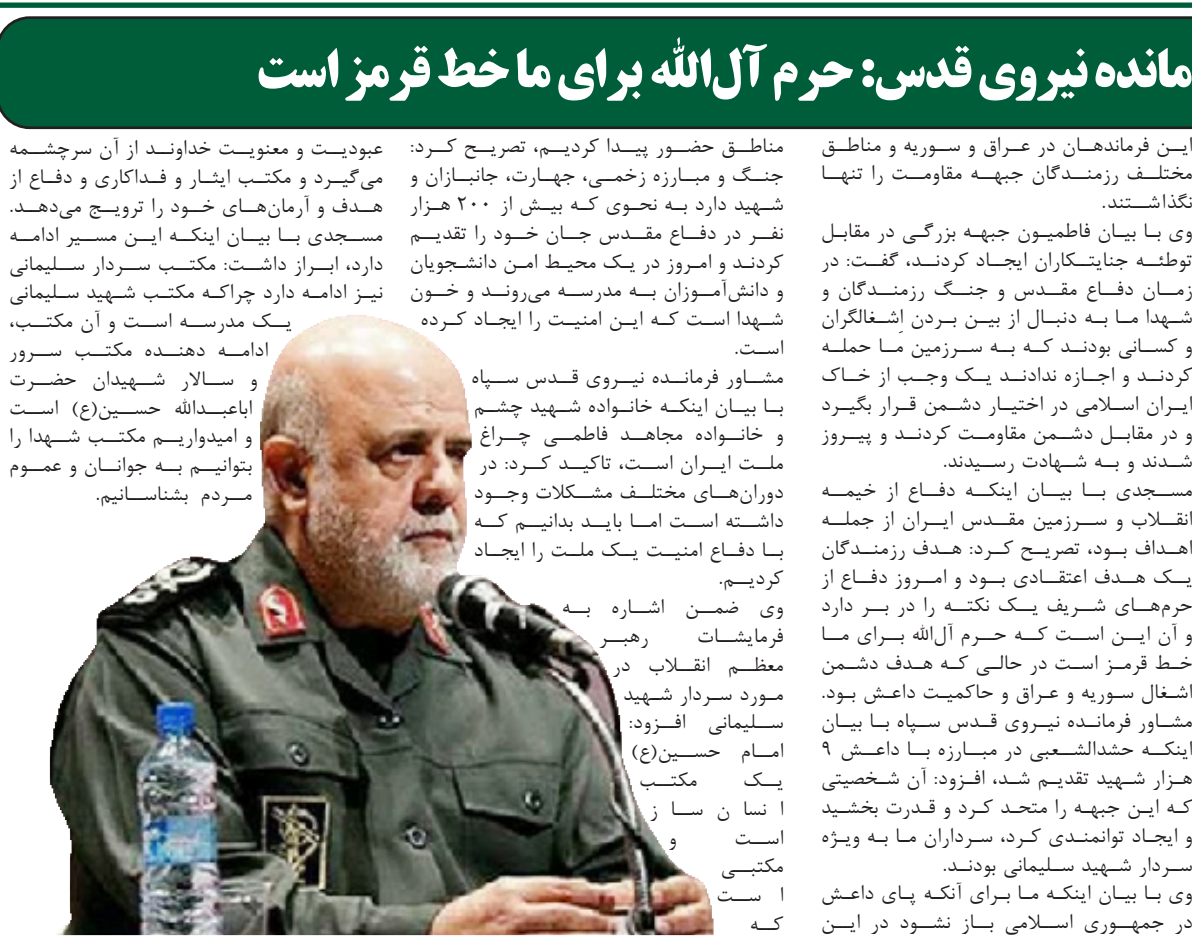 مانده نیروی قدس: حرم آل‌الله برای ما خط قرمز است
این فرماندهان در عراق و سوریه و مناطق
مختلف رزمندگان جبهه مقاومت را تنها
نگذاشتند.
وی با بیان فاطمیون جبهه بزرگی در مقابل
توطئه جنایتکاران ایجاد کردند، گفت: در
زمان دفاع مقدس و جنگ رزمندگان و
شهدا ما به دنبال از بین بردن اِشغالگران
و کسانی بودند که به سرزمین ما حمله
کردند و اجازه ندادند یک وجب از خاک
ایران اسلامی در اختیار دشمن قرار بگیرد
و در مقابل دشمن مقاومت کردند و پیروز
شدند و به شهادت رسیدند.
مسجدی با بیان اینکه دفاع از خیمه
انقلاب و سرزمین مقدس ایران از جمله
اهداف بود، تصریح کرد: هدف رزمندگان
یک هدف اعتقادی بود و امروز دفاع از
حرم‌های شریف یک نکته را در بر دارد
و آن این است که حرم آل‌الله برای ما
خط قرمز است در حالی که هدف دشمن
اشغال سوریه و عراق و حاکمیت داعش بود.
مشاور فرمانده نیروی قدس سپاه با بیان
اینکه حشدالشعبی در مبارزه با داعش ۹
هزار شهید تقدیم شد، افزود: آن شخصیتی
که این جبهه را متحد کرد و قدرت بخشید
و ایجاد توانمندی کرد، سرداران ما به ویژه
سردار شهید سلیمانی بودند.
وی با بیان اینکه ما برای آنکه پای داعش
در جمهوری اسلامی باز نشود در این
مناطق حضور پیدا کردیم، تصریح کرد:
جنگ و مبارزه زخمی، جهارت، جانبازان و
شهید دارد به نحوی که بیش از ۲۰۰ هزار
نفر در دفاع مقدس جان خود را تقدیم
کردند و امروز در یک محیط امن دانشجویان
و دانش‌آموزان به مدرسه می‌روند و خون
شهدا است که این امنیت را ایجاد کرده
است.
مشاور فرمانده نیروی قدس سپاه
با بیان اینکه خانواده شهید چشم
و خانواده مجاهد فاطمی چراغ
ملت ایران است، تاکید کرد: در
دوران‌های مختلف مشکلات وجود
داشته است اما باید بدانیم که
با دفاع امنیت یک ملت را ایجاد
کردیم.
وی ضمن اشاره به
فرمایشات رهبر
معظم انقلاب در
مورد سردار شهید
سلیمانی افزود:
امام حسین(ع)
یک مکتب
انسان ساز
است و
مکتبی
است
که
عبودیت و معنویت خداوند از آن سرچشمه
می‌گیرد و مکتب ایثار و فداکاری و دفاع از
هدف و آرمان‌های خود را ترویج می‌دهد.
مسجدی با بیان اینکه این مسیر ادامه
دارد، ابراز داشت: مکتب سردار سلیمانی
نیز ادامه دارد چراکه مکتب شهید سلیمانی
یک مدرسه است و آن مکتب،
ادامه دهنده مکتب سرور
و سالار شهیدان حضرت
اباعبدالله حسین(ع) است
و امیدواریم مکتب شهدا را
بتوانیم به جوانان و عموم
مردم بشناسانیم.